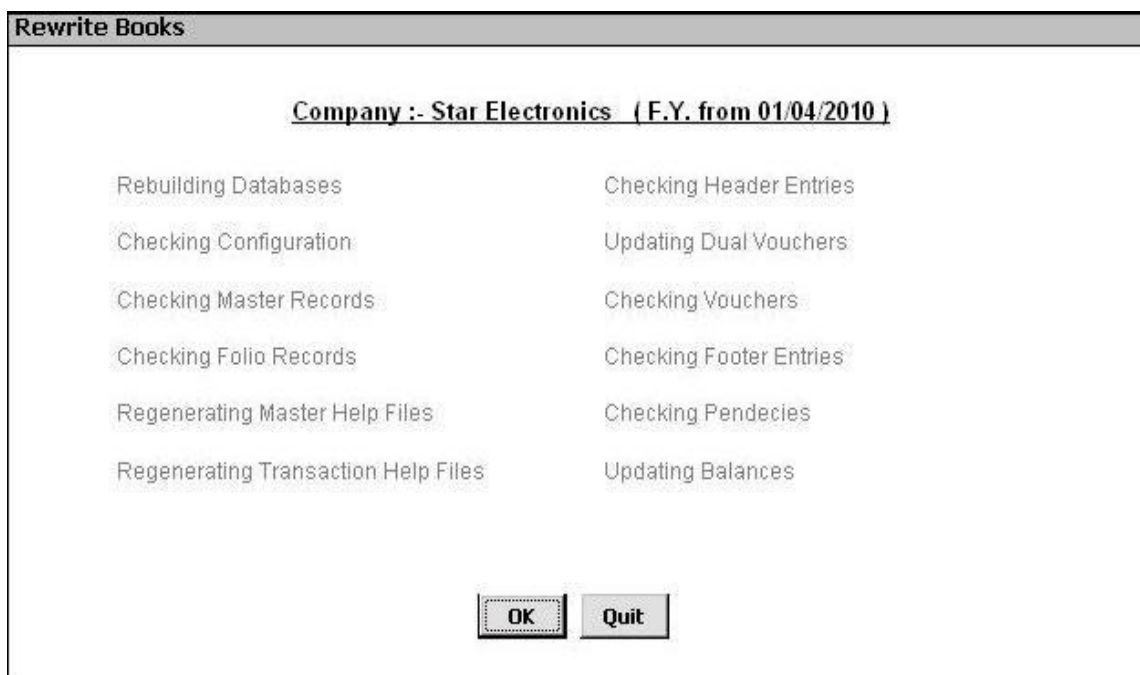 Rewrite Books
Company :- Star Electronics ( F.Y. from 01/04/2010 )
Rebuilding Databases
Checking Configuration
Checking Master Records
Checking Folio Records
Regenerating Master Help Files
Regenerating Transaction Help Files
Checking Header Entries
Updating Dual Vouchers
Checking Vouchers
Checking Footer Entries
Checking Pendecies
Updating Balances
OK
Quit